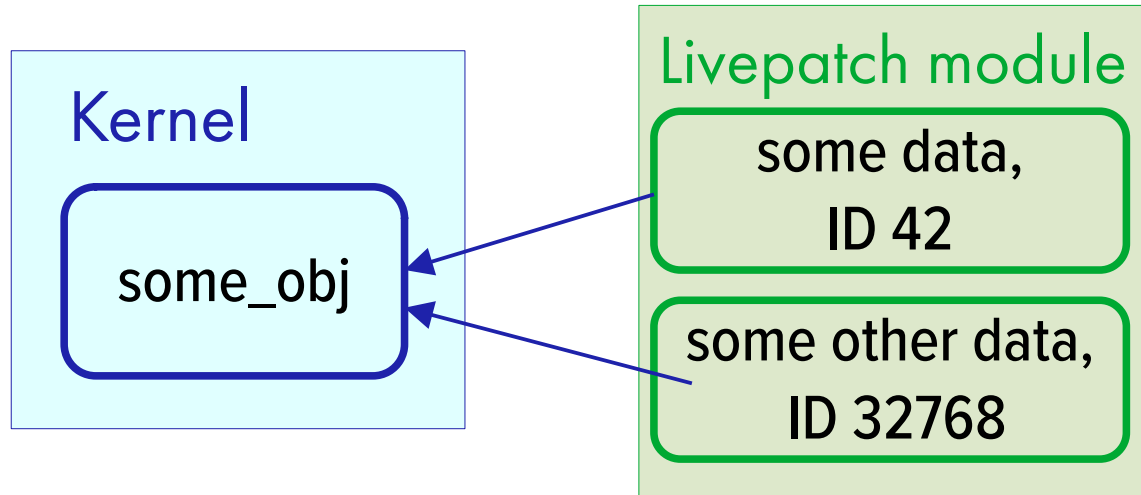 Kernel
some_obj
Livepatch module
some data,
ID 42
some other data,
ID 32768